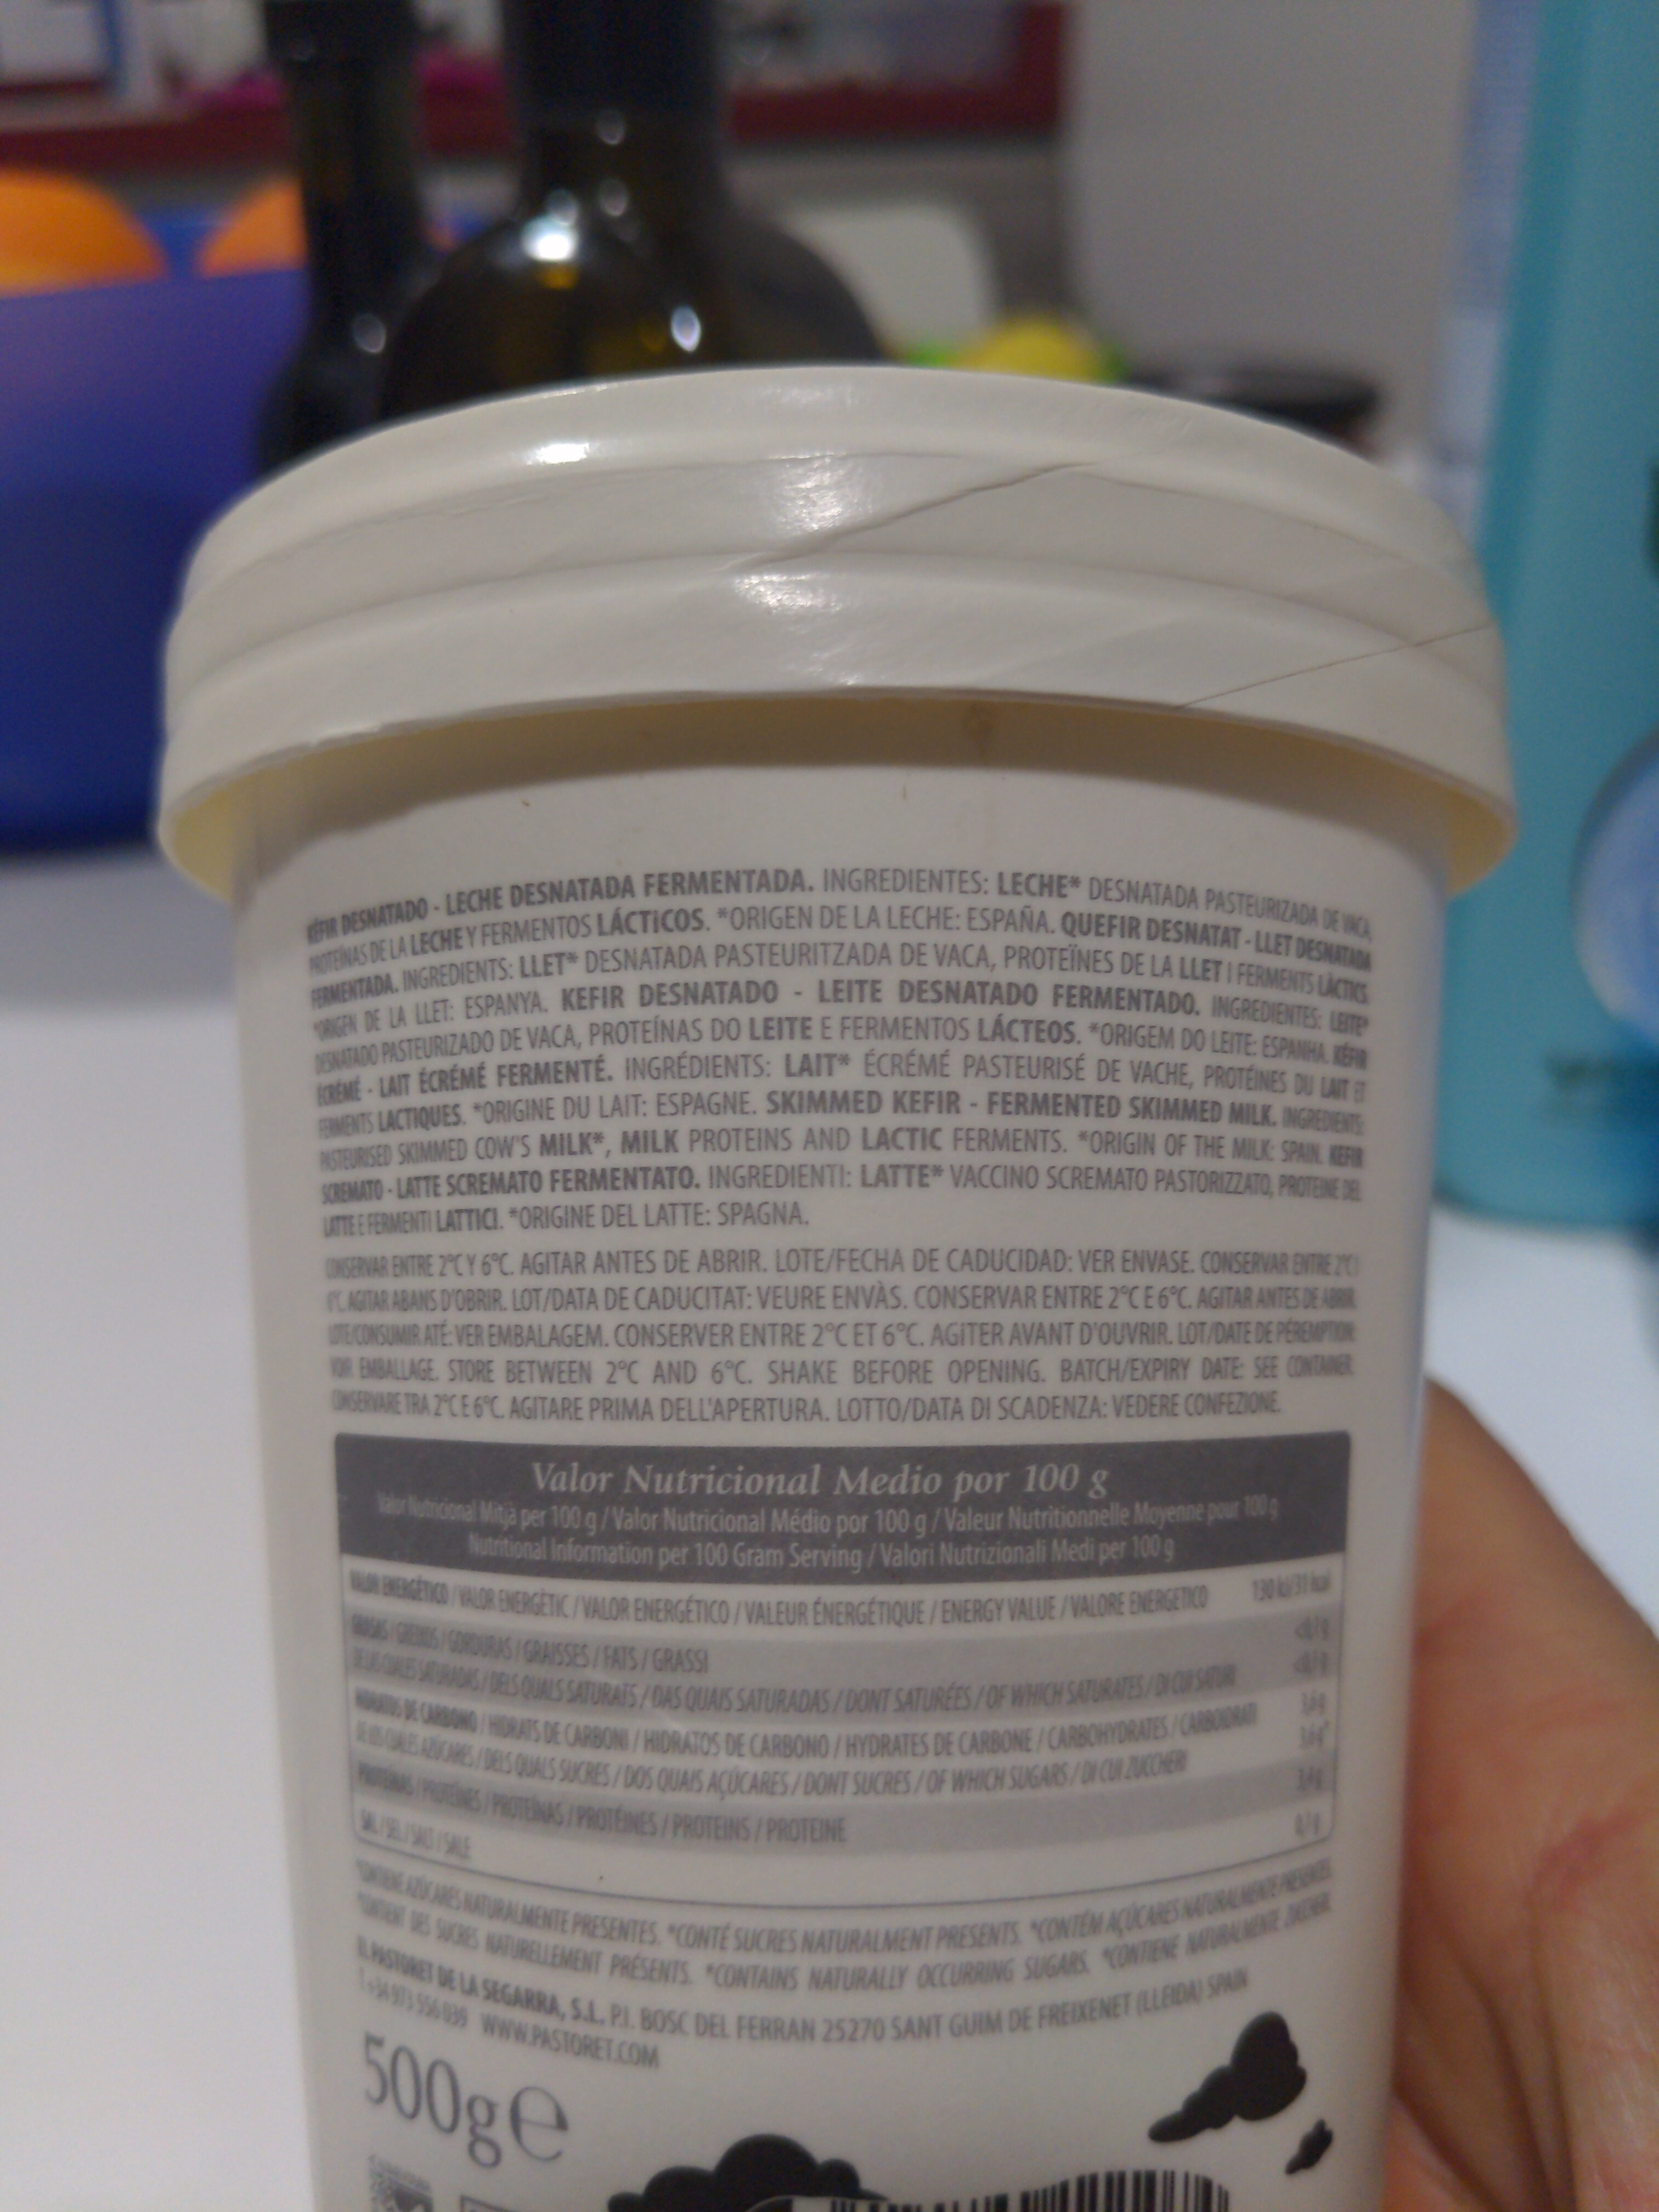 KÉFIR DESNATADO - LECHE DESNATADA FERMENTADA. INGREDIENTES: LECHE* DESNATADA PASTEURIZADA DE VACA,
PROTEÍNAS DE LA LECHE Y FERMENTOS LÁCTICOS. *ORIGEN DE LA LECHE: ESPAÑA. QUEFIR DESNATAT - LLET DESNATADA
FERMENTADA. INGREDIENTS: LLET* DESNATADA PASTEURITZADA DE VACA, PROTEÏNES DE LA LLET I FERMENTS LÀCTICS.
*ORIGEN DE LA LLET: ESPANYA. KEFIR DESNATADO - LEITE DESNATADO FERMENTADO. INGREDIENTES: LEITE*
DESNATADO PASTEURIZADO DE VACA, PROTEÍNAS DO LEITE E FERMENTOS LÁCTEOS. *ORIGEM DO LEITE: ESPANHA. KÉFIR
ÉCRÉMÉ - LAIT ÉCRÉMÉ FERMENTÉ. INGRÉDIENTS: LAIT* ÉCRÉMÉ PASTEURISÉ DE VACHE, PROTÉINES DU LAIT ET
FERMENTS LACTIQUES. *ORIGINE DU LAIT: ESPAGNE. SKIMMED KEFIR - FERMENTED SKIMMED MILK. INGREDIENTS:
PASTEURISED SKIMMED COW'S MILK*, MILK PROTEINS AND LACTIC FERMENTS. *ORIGIN OF THE MILK: SPAIN. KEFIR
SCREMATO - LATTE SCREMATO FERMENTATO. INGREDIENTI: LATTE* VACCINO SCREMATO PASTORIZZATO, PROTEINE DEL
LATTE E FERMENTI LATTICI. *ORIGINE DEL LATTE: SPAGNA.
CONSERVAR ENTRE 2°C Y 6°C. AGITAR ANTES DE ABRIR. LOTE/FECHA DE CADUCIDAD: VER ENVASE. CONSERVAR ENTRE 2°C I
6°C. AGITAR ABANS D'OBRIR. LOT/DATA DE CADUCITAT: VEURE ENVÀS. CONSERVAR ENTRE 2°C E 6°C. AGITAR ANTES DE ABRIR.
LOTE/CONSUMIR ATÉ: VER EMBALAGEM. CONSERVER ENTRE 2°C ET 6°C. AGITER AVANT D'OUVRIR. LOT/DATE DE PÉREMPTION:
VOIR EMBALLAGE. STORE BETWEEN 2°C AND 6°C. SHAKE BEFORE OPENING. BATCH/EXPIRY DATE: SEE CONTAINER.
CONSERVARE TRA 2°C E 6°C. AGITARE PRIMA DELL'APERTURA. LOTTO/DATA DI SCADENZA: VEDERE CONFEZIONE.
Valor Nutricional Medio por 100 g
Valor Nutricional Mitjà per 100 g / Valor Nutricional Médio por 100 g / Valeur Nutritionnelle Moyenne pour 100 g
Nutritional Information per 100 Gram Serving / Valori Nutrizionali Medi per 100 g
VALOR ENERGÉTICO / VALOR ENERGÈTIC / VALOR ENERGÉTICO / VALEUR ÉNERGÉTIQUE / ENERGY VALUE / VALORE ENERGETICO 130 kJ/31 kcal
GRASAS / GREIXOS / GORDURAS / GRAISSES / FATS / GRASSI
DE LAS CUALES SATURADAS / DELS QUALS SATURATS / DAS QUAIS SATURADAS / DONT SATURÉES / OF WHICH SATURATES / DI CUI SATURI
HIDRATOS DE CARBONO / HIDRATS DE CARBONI / HIDRATOS DE CARBONO / HYDRATES DE CARBONE / CARBOHYDRATES / CARBOIDRATI 3,6g
DE LOS CUALES AZÚCARES / DELS QUALS SUCRES / DOS QUAIS AÇÚCARES / DONT SUCRES / OF WHICH SUGARS / DI CUI ZUCCHERI 3,6g*
PROTEÍNAS / PROTEÏNES / PROTEÍNAS / PROTÉINES / PROTEINS / PROTEINE
SAL / SEL / SALT / SALE
*CONTIENE AZÚCARES NATURALMENTE PRESENTES. *CONTÉ SUCRES NATURALMENT PRESENTS. *CONTÉM AÇÚCARES NATURALMENTE PRESENTES.
*CONTIENT DES SUCRES NATURELLEMENT PRÉSENTS. *CONTAINS NATURALLY OCCURRING SUGARS. *CONTIENE NATURALMENTE ZUCCHERI.
EL PASTORET DE LA SEGARRA, S.L. P.I. BOSC DEL FERRAN 25270 SANT GUIM DE FREIXENET (LLEIDA) SPAIN
T +34 973 556 039 WWW.PASTORET.COM
500g e